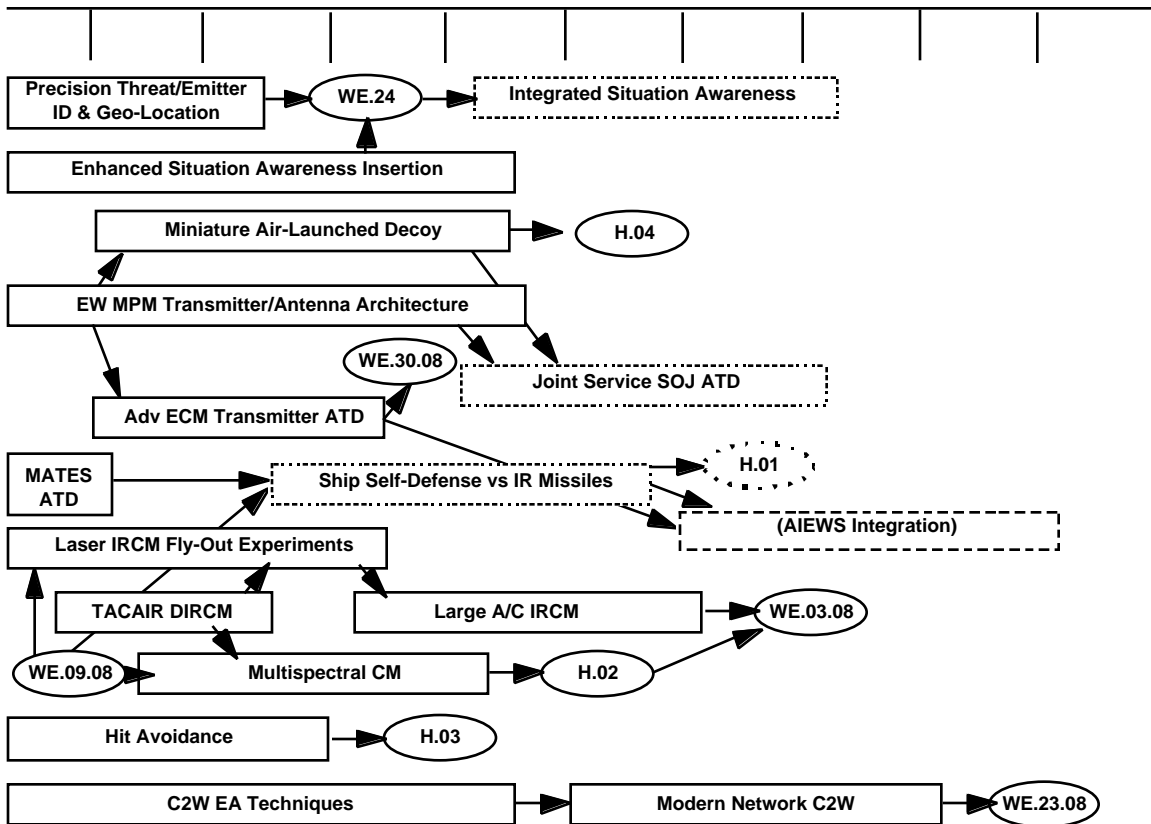 Precision Threat/Emitter
ID & Geo-Location
WE.24
Integrated Situation Awareness
Enhanced Situation Awareness Insertion
Miniature Air-Launched Decoy
H.04
EW MPM Transmitter/Antenna Architecture
WE.30.08
Joint Service SOJ ATD
Adv ECM Transmitter ATD
MATES
ATD
Ship Self-Defense vs IR Missiles
H.01
(AIEWS Integration)
Laser IRCM Fly-Out Experiments
TACAIR DIRCM
Large A/C IRCM
WE.03.08
WE.09.08
Multispectral CM
H.02
Hit Avoidance
H.03
C2W EA Techniques
Modern Network C2W
WE.23.08